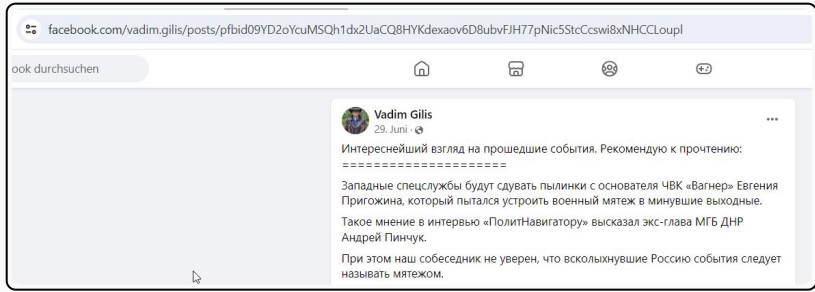 facebook.com/vadim.gilis/posts/pfbid09YD2oYcuMSQh1dx2UaCQ8HYKdexaov6D8ubvFJH77pNic5StcCcswi8xNHCCLoupl
ook durchsuchen
Vadim Gilis
29. Juni ·
Интереснейший взгляд на прошедшие события. Рекомендую к прочтению:
=====================
Западные спецслужбы будут сдувать пылинки с основателя ЧВК «Вагнер» Евгения
Пригожина, который пытался устроить военный мятеж в минувшие выходные.
Такое мнение в интервью «ПолитНавигатору» высказал экс-глава МГБ ДНР
Андрей Пинчук.
При этом наш собеседник не уверен, что всколыхнувшие Россию события следует
называть мятежом.